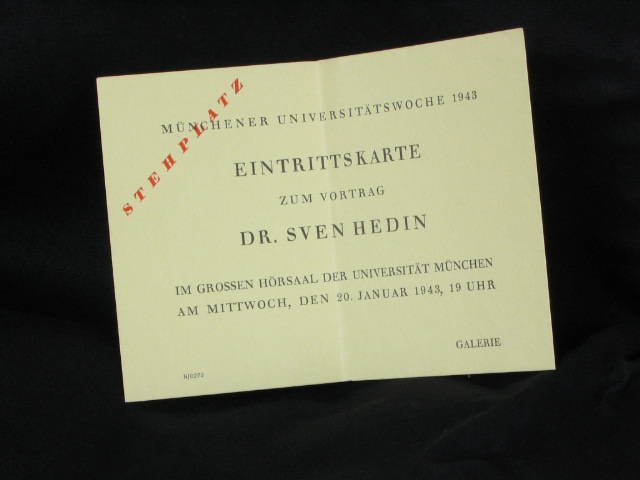 STEHPLATZ
MÜNCHENER UNIVERSITÄTSWOCHE 1943
EINTRITTSKARTE
ZUM VORTRAG
DR. SVEN HEDIN
IM GROSSEN HÖRSAAL DER UNIVERSITÄT MÜNCHEN
AM MITTWOCH, DEN 20. JANUAR 1943, 19 UHR
GALERIE
N/0273